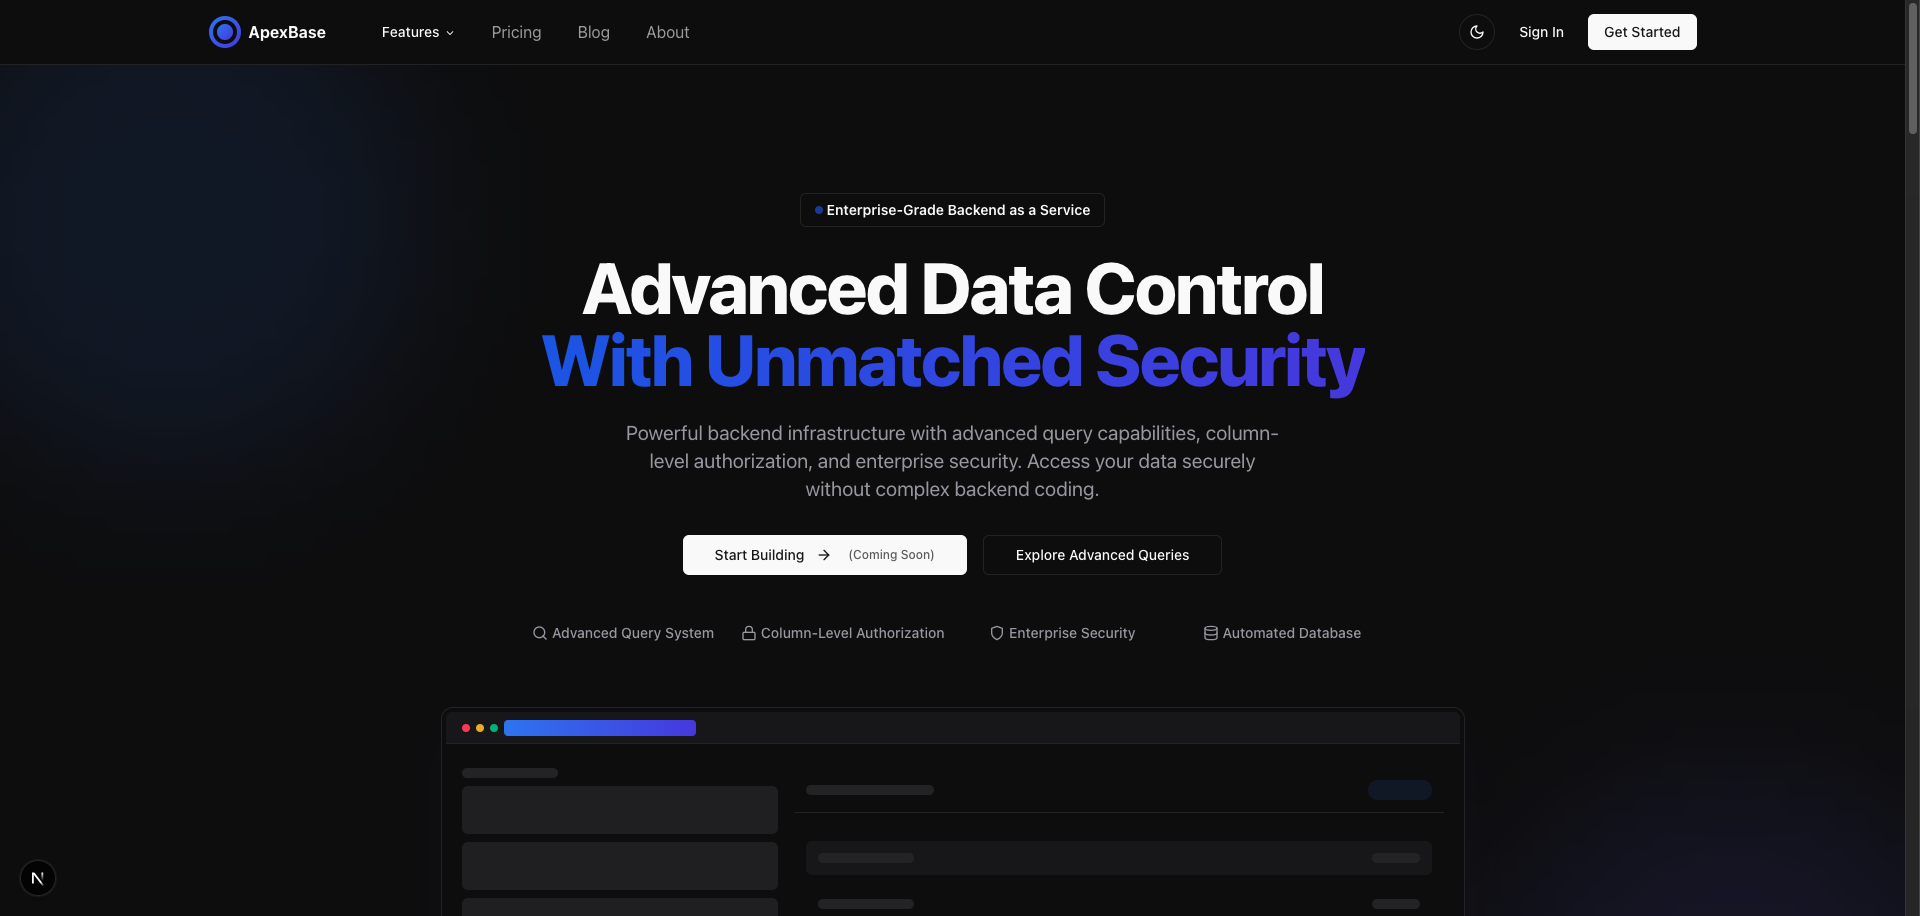 ApexBase
Features
Pricing
Blog
About
Sign In
Get Started
Enterprise-Grade Backend as a Service
Advanced Data Control
With Unmatched Security
Powerful backend infrastructure with advanced query capabilities, column-
level authorization, and enterprise security. Access your data securely
without complex backend coding.
Start Building → (Coming Soon)
Explore Advanced Queries
Advanced Query System
Column-Level Authorization
Enterprise Security
Automated Database
N